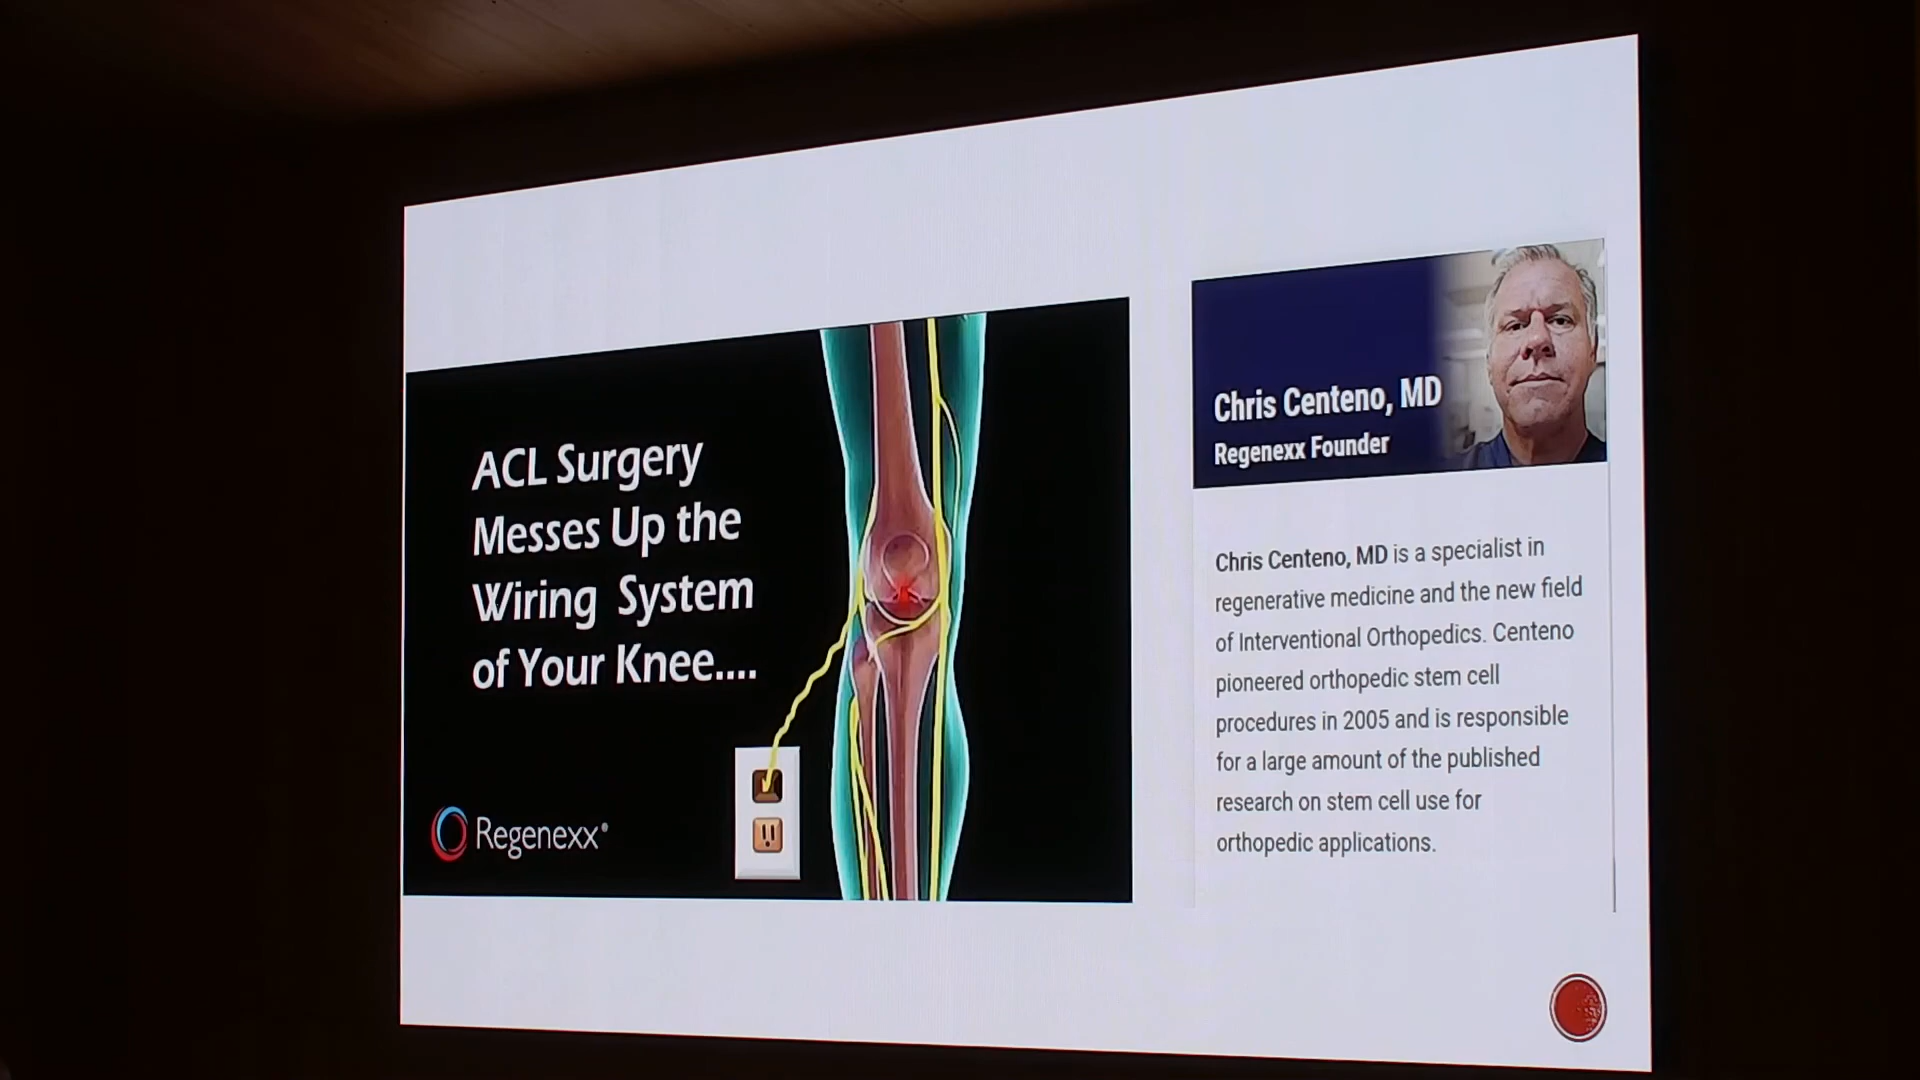 ACL Surgery
Messes Up the
Wiring System
of Your Knee....
Regenexx®
Chris Centeno, MD
Regenexx Founder
Chris Centeno, MD is a specialist in
regenerative medicine and the new field
of Interventional Orthopedics. Centeno
pioneered orthopedic stem cell
procedures in 2005 and is responsible
for a large amount of the published
research on stem cell use for
orthopedic applications.